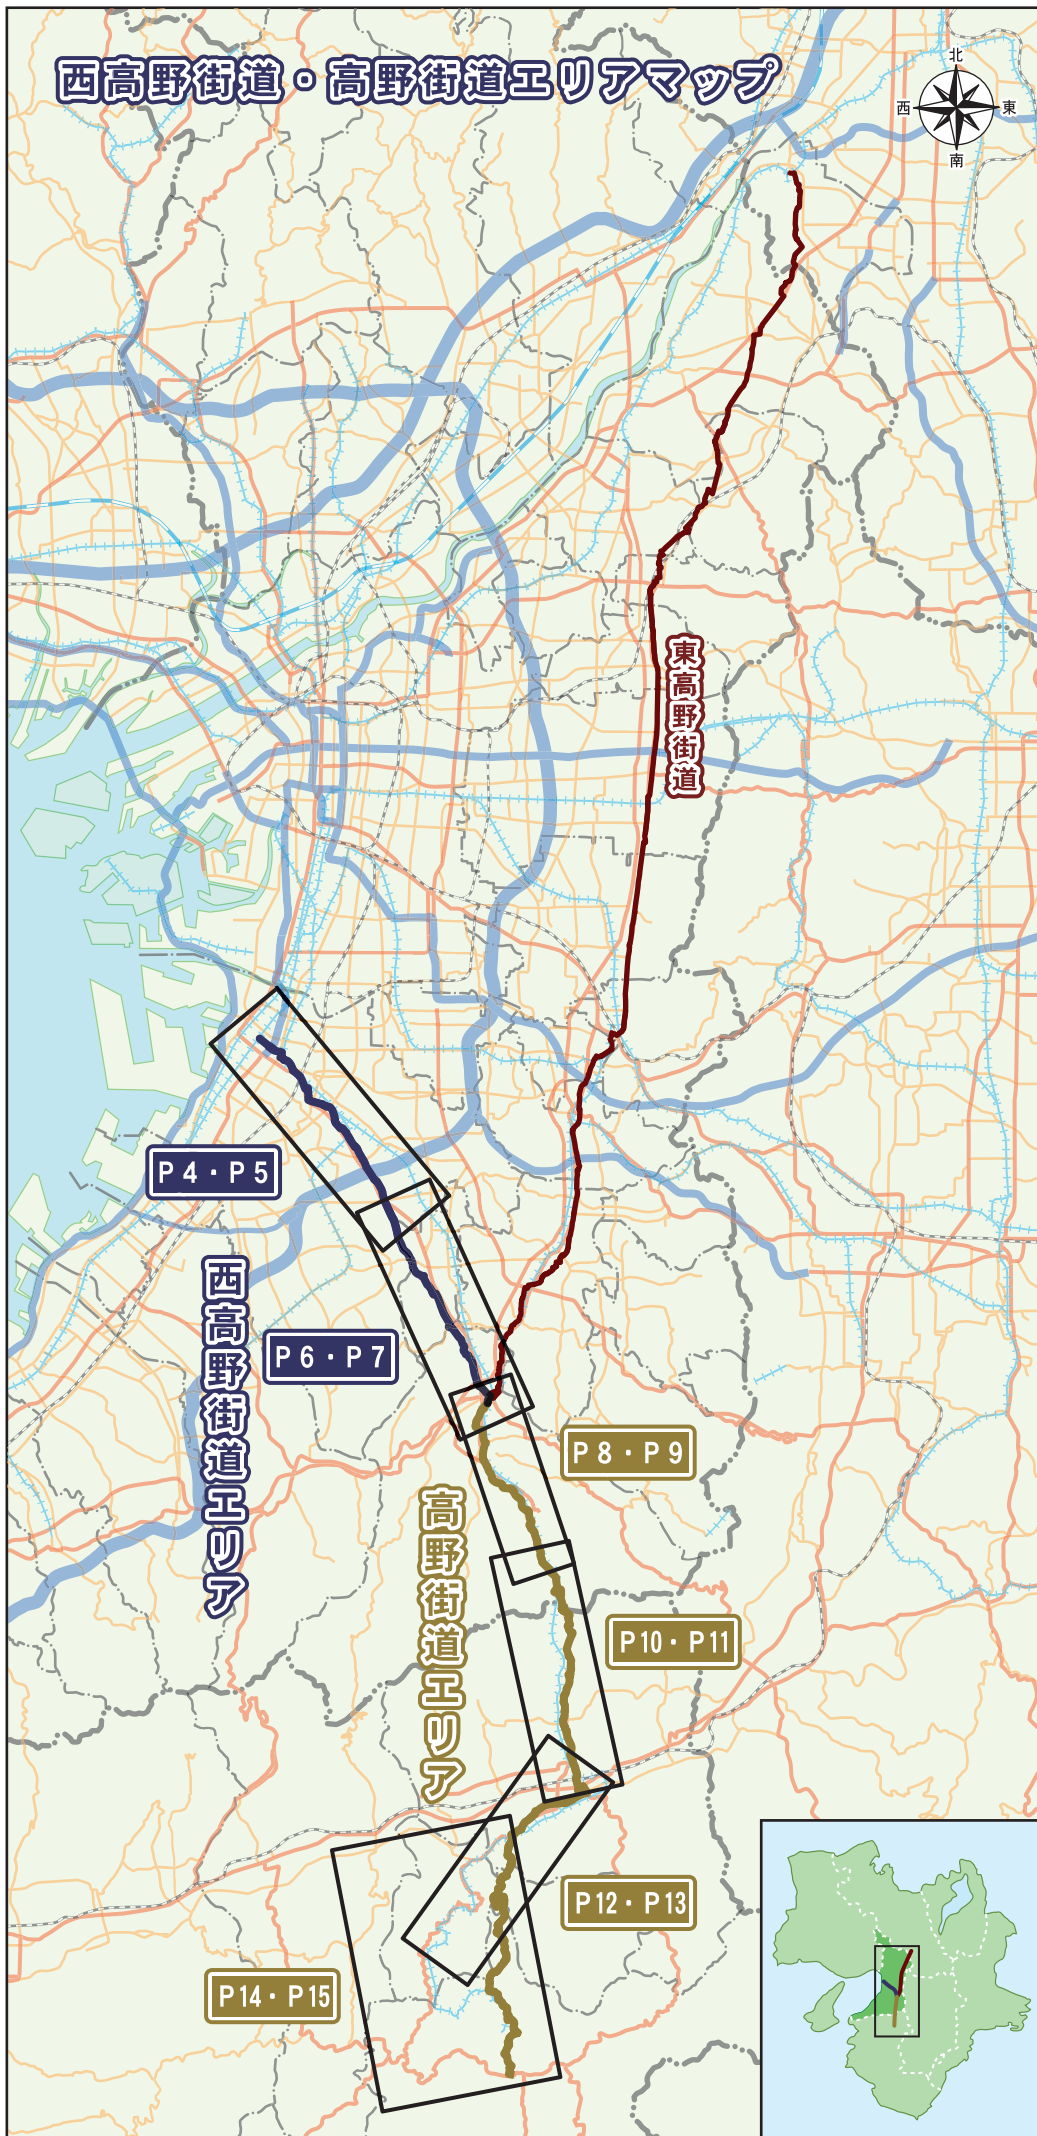 西高野街道・高野街道エリアマップ
北
西
東
南
東高野街道
P4・P5
西高野街道エリア
P6・P7
P8・P9
高野街道エリア
P10・P11
P12・P13
P14・P15